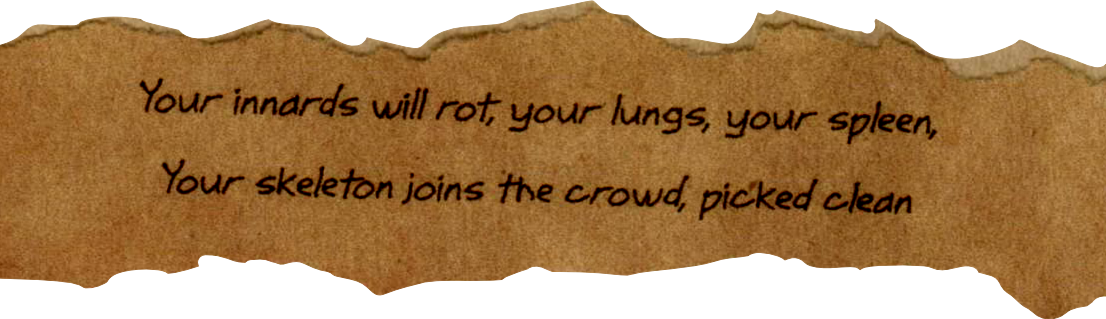 Your innards will rot, your lungs, your spleen,
Your skeleton joins the crowd, picked clean